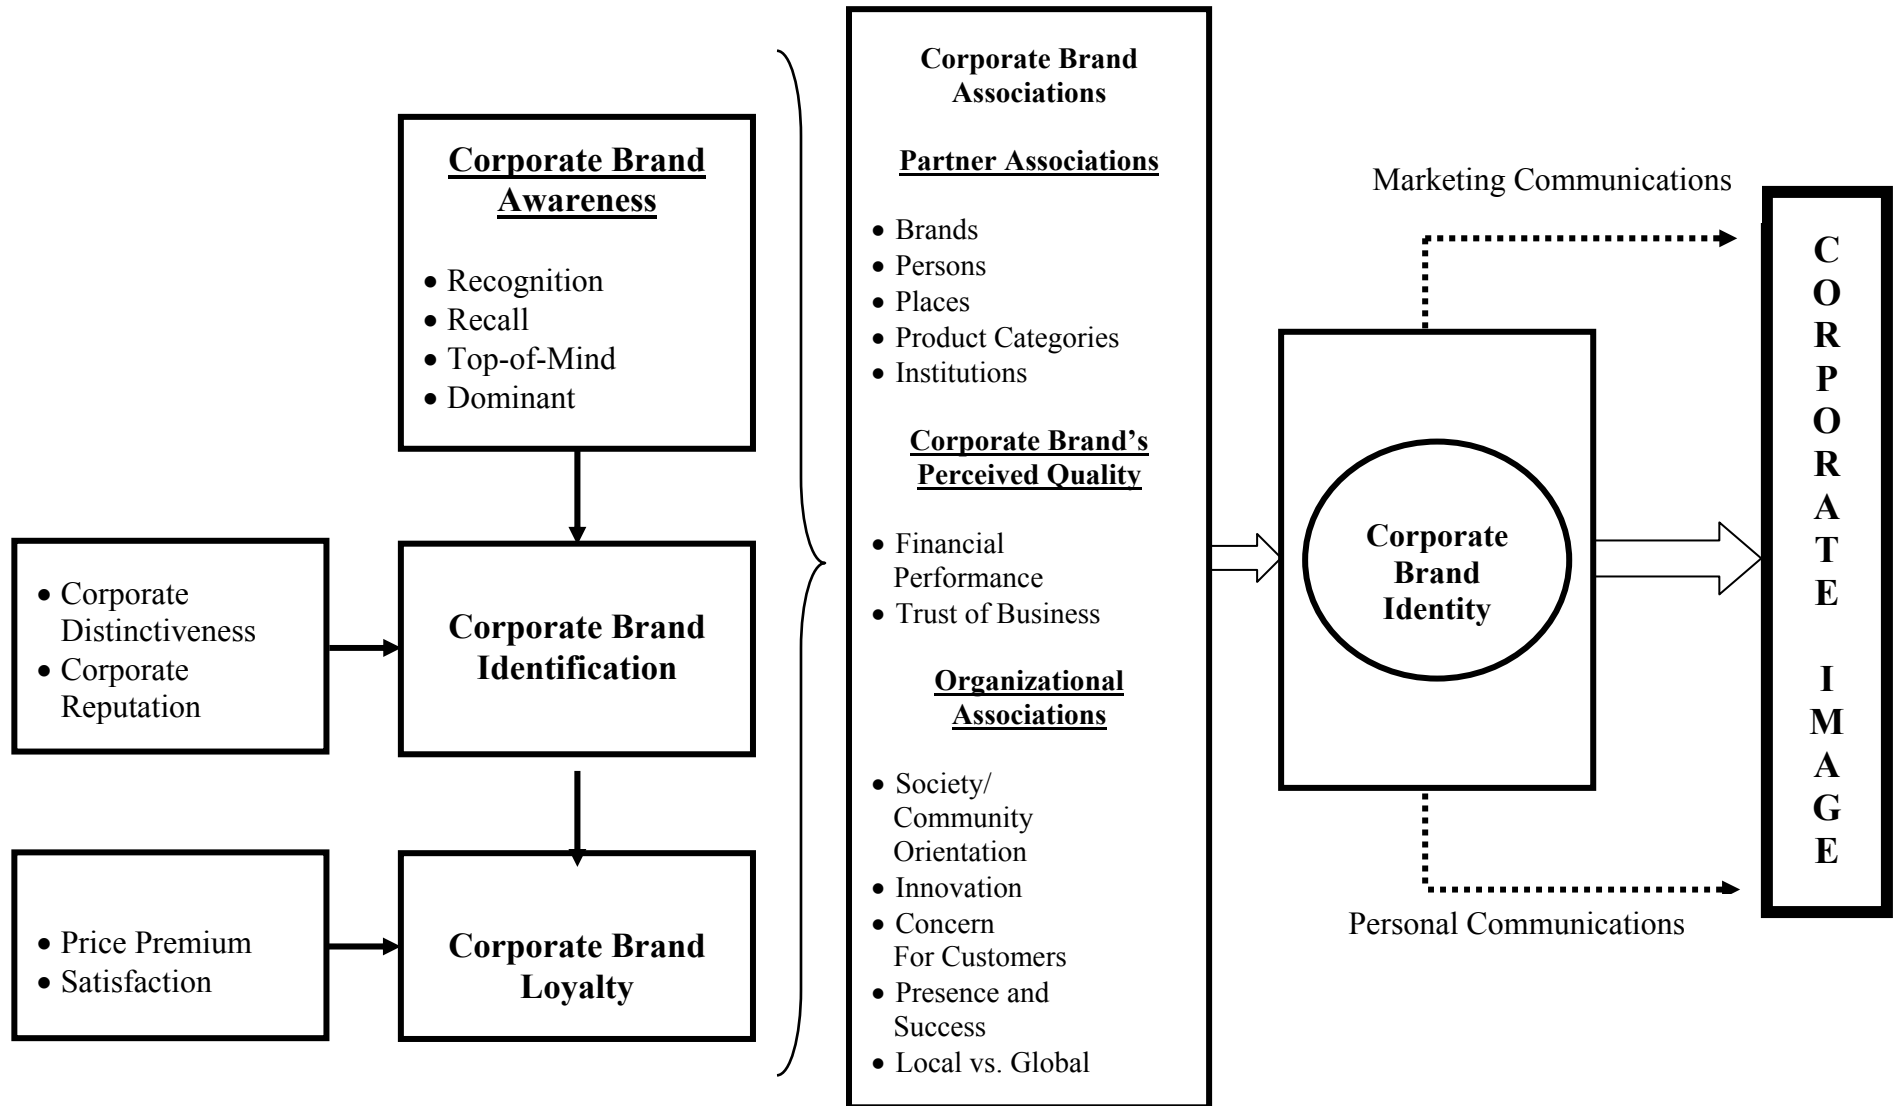 Corporate Brand
Awareness
• Recognition
• Recall
• Top-of-Mind
• Dominant
• Corporate
Distinctiveness
• Corporate
Reputation
Corporate Brand
Identification
• Price Premium
• Satisfaction
Corporate Brand
Loyalty
Corporate Brand
Associations
Partner Associations
• Brands
• Persons
• Places
• Product Categories
• Institutions
Corporate Brand’s
Perceived Quality
• Financial
Performance
• Trust of Business
Organizational
Associations
• Society/
Community
Orientation
• Innovation
• Concern
For Customers
• Presence and
Success
• Local vs. Global
Corporate
Brand
Identity
Marketing Communications
Personal Communications
C
O
R
P
O
R
A
T
E
I
M
A
G
E